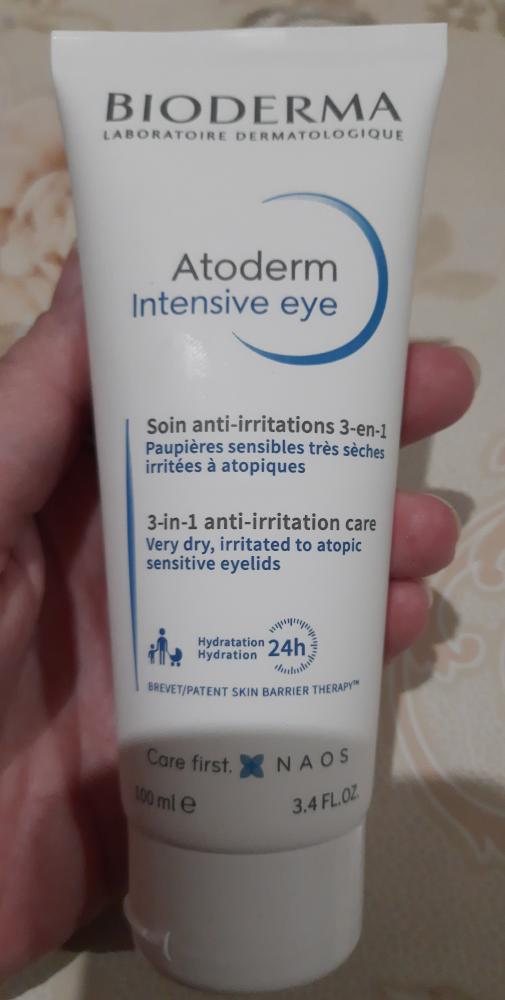 BIODERMA
LABORATOIRE DERMATOLOGIQUE
Atoderm
Intensive eye
Soin anti-irritations 3-en-1
Paupières sensibles très sèches
irritées à atopiques
3-in-1 anti-irritation care
Very dry, irritated to atopic
sensitive eyelids
Hydratation
Hydration
24h
BREVET/PATENT SKIN BARRIER THERAPY™
Care first. NAOS
100 ml ℮ 3.4 FL.OZ.